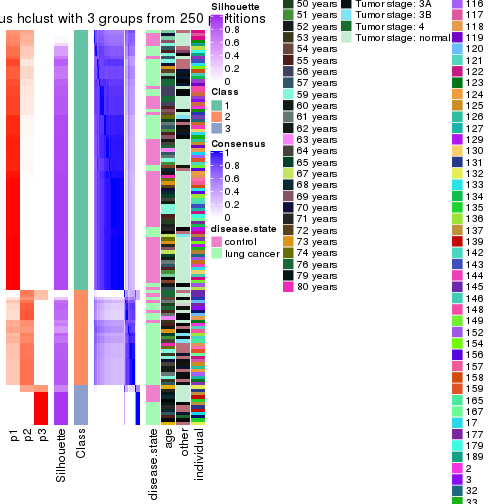 us hclust with 3 groups from 250 partitions
Silhouette
0.8
0.6
0.4
0.2
0
Class
1
2
3
Consensus
1
0.8
0.6
0.4
0.2
0
disease.state
control
lung cancer
50 years
51 years
52 years
53 years
54 years
55 years
56 years
57 years
59 years
60 years
61 years
62 years
63 years
64 years
65 years
67 years
68 years
69 years
70 years
71 years
72 years
73 years
74 years
76 years
79 years
80 years
Tumor stage: 3A
Tumor stage: 3B
Tumor stage: 4
Tumor stage: normal
116
117
118
119
120
121
122
123
124
125
126
127
129
130
131
132
133
134
135
136
137
139
142
143
144
145
146
148
149
152
154
156
157
158
159
165
167
17
177
179
189
2
3
32
33
p1
p2
p3
Silhouette
Class
disease.state
age
other
individual